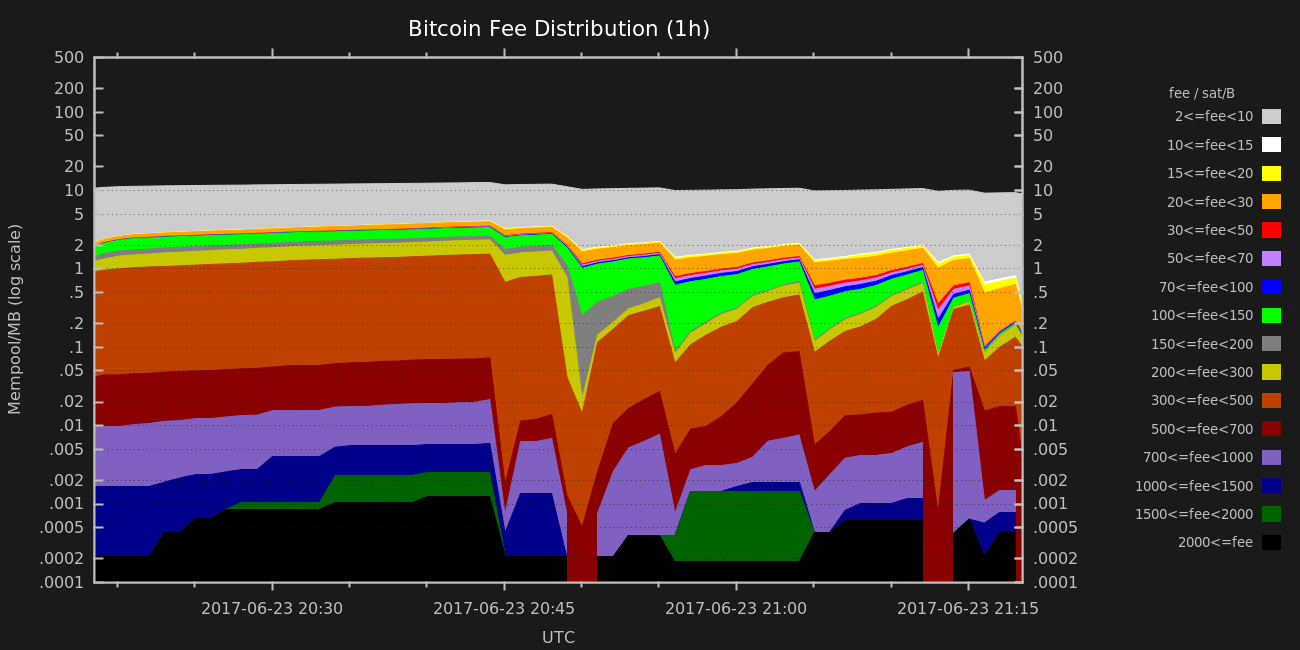 Bitcoin Fee Distribution (1h)
500
200
100
50
20
10
5
2
1
.5
.2
.1
.05
.02
.01
.005
.002
.001
.0005
.0002
.0001
Mempool/MB (log scale)
500
200
100
50
20
10
5
2
1
.5
.2
.1
.05
.02
.01
.005
.002
.001
.0005
.0002
.0001
fee / sat/B
2<=fee<10
10<=fee<15
15<=fee<20
20<=fee<30
30<=fee<50
50<=fee<70
70<=fee<100
100<=fee<150
150<=fee<200
200<=fee<300
300<=fee<500
500<=fee<700
700<=fee<1000
1000<=fee<1500
1500<=fee<2000
2000<=fee
2017-06-23 20:30
2017-06-23 20:45
2017-06-23 21:00
2017-06-23 21:15
UTC